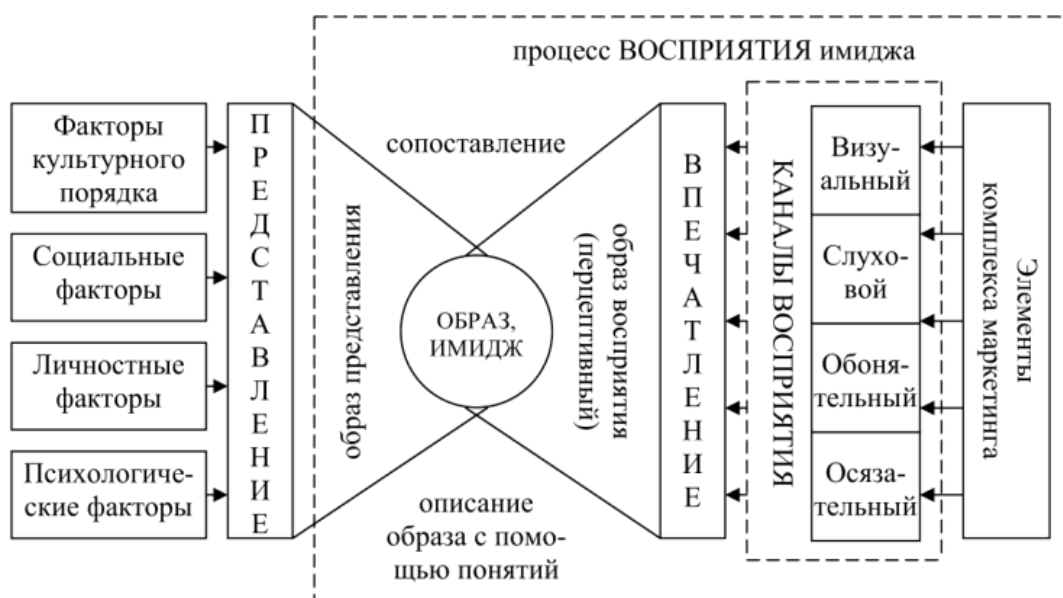 процесс ВОСПРИЯТИЯ имиджа
Факторы
культурного
порядка
Социальные
факторы
Личностные
факторы
Психологиче-
ские факторы
ПРЕДСТАВЛЕНИЕ
образ представления
сопоставление
ОБРАЗ,
ИМИДЖ
описание
образа с помо-
щью понятий
образ восприятия
(перцептивный)
ВПЕЧАТЛЕНИЕ
КАНАЛЫ ВОСПРИЯТИЯ
Визу-
альный
Слухо-
вой
Обоня-
тельный
Осяза-
тельный
Элементы
комплекса маркетинга